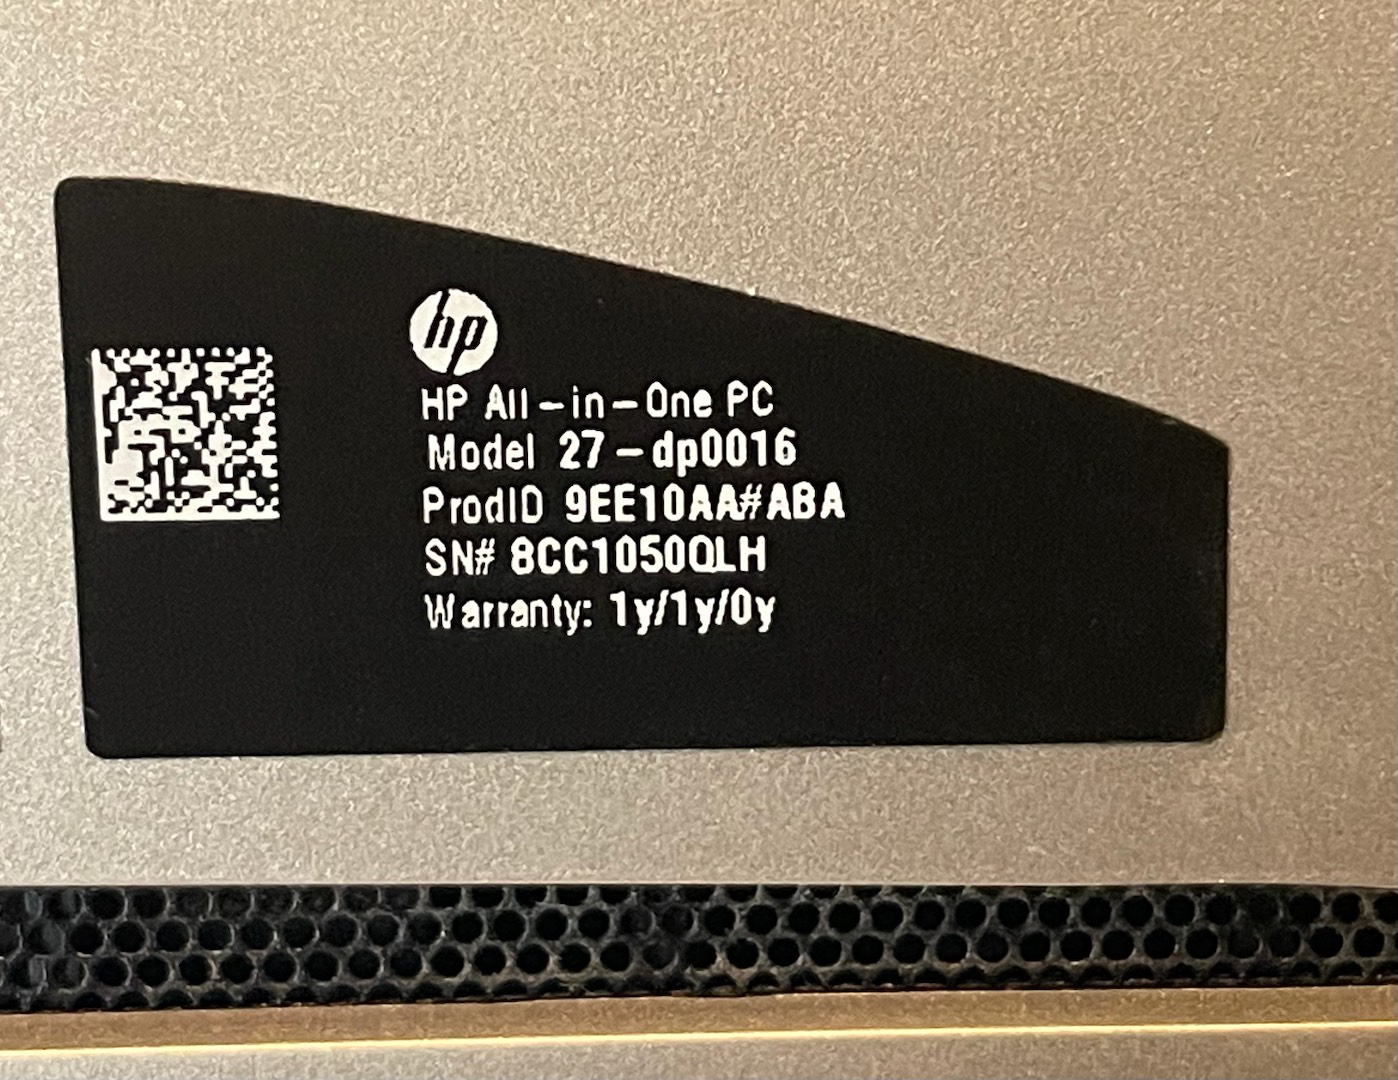 hp
HP All-in-One PC
Model 27-dp0016
ProdID 9EE10AA#ABA
SN# 8CC1050QLH
Warranty: 1y/1y/0y